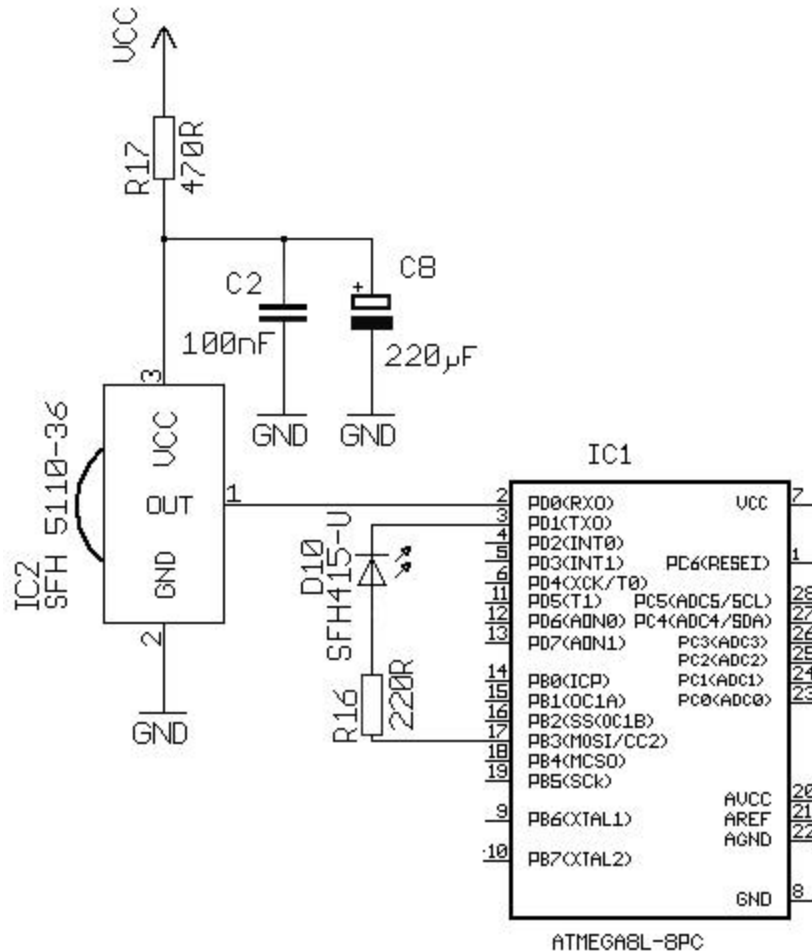 VCC
R17
470R
C2
100nF
C8
+
220µF
GND
GND
3
IC2
SFH 5110-36
VCC
OUT
GND
1
2
GND
D10
SFH415-U
R16
220R
IC1
2 PD0(RXO)
3 PD1(TXO)
4 PD2(INT0)
5 PD3(INT1)
6 PD4(XCK/T0)
11 PD5(T1)
12 PD6(AON0)
13 PD7(AON1)
14 PB0(ICP)
15 PB1(OC1A)
16 PB2(SS(OC1B)
17 PB3(MOSI/CC2)
18 PB4(MCSO)
19 PB5(SCk)
9 PB6(XTAL1)
10 PB7(XTAL2)
VCC 7
PC6(RESEI) 1
PC5(ADC5/SCL) 28
PC4(ADC4/SDA) 27
PC3(ADC3) 26
PC2(ADC2) 25
PC1(ADC1) 24
PC0(ADC0) 23
AVCC 20
AREF 21
AGND 22
GND 8
ATMEGA8L-8PC